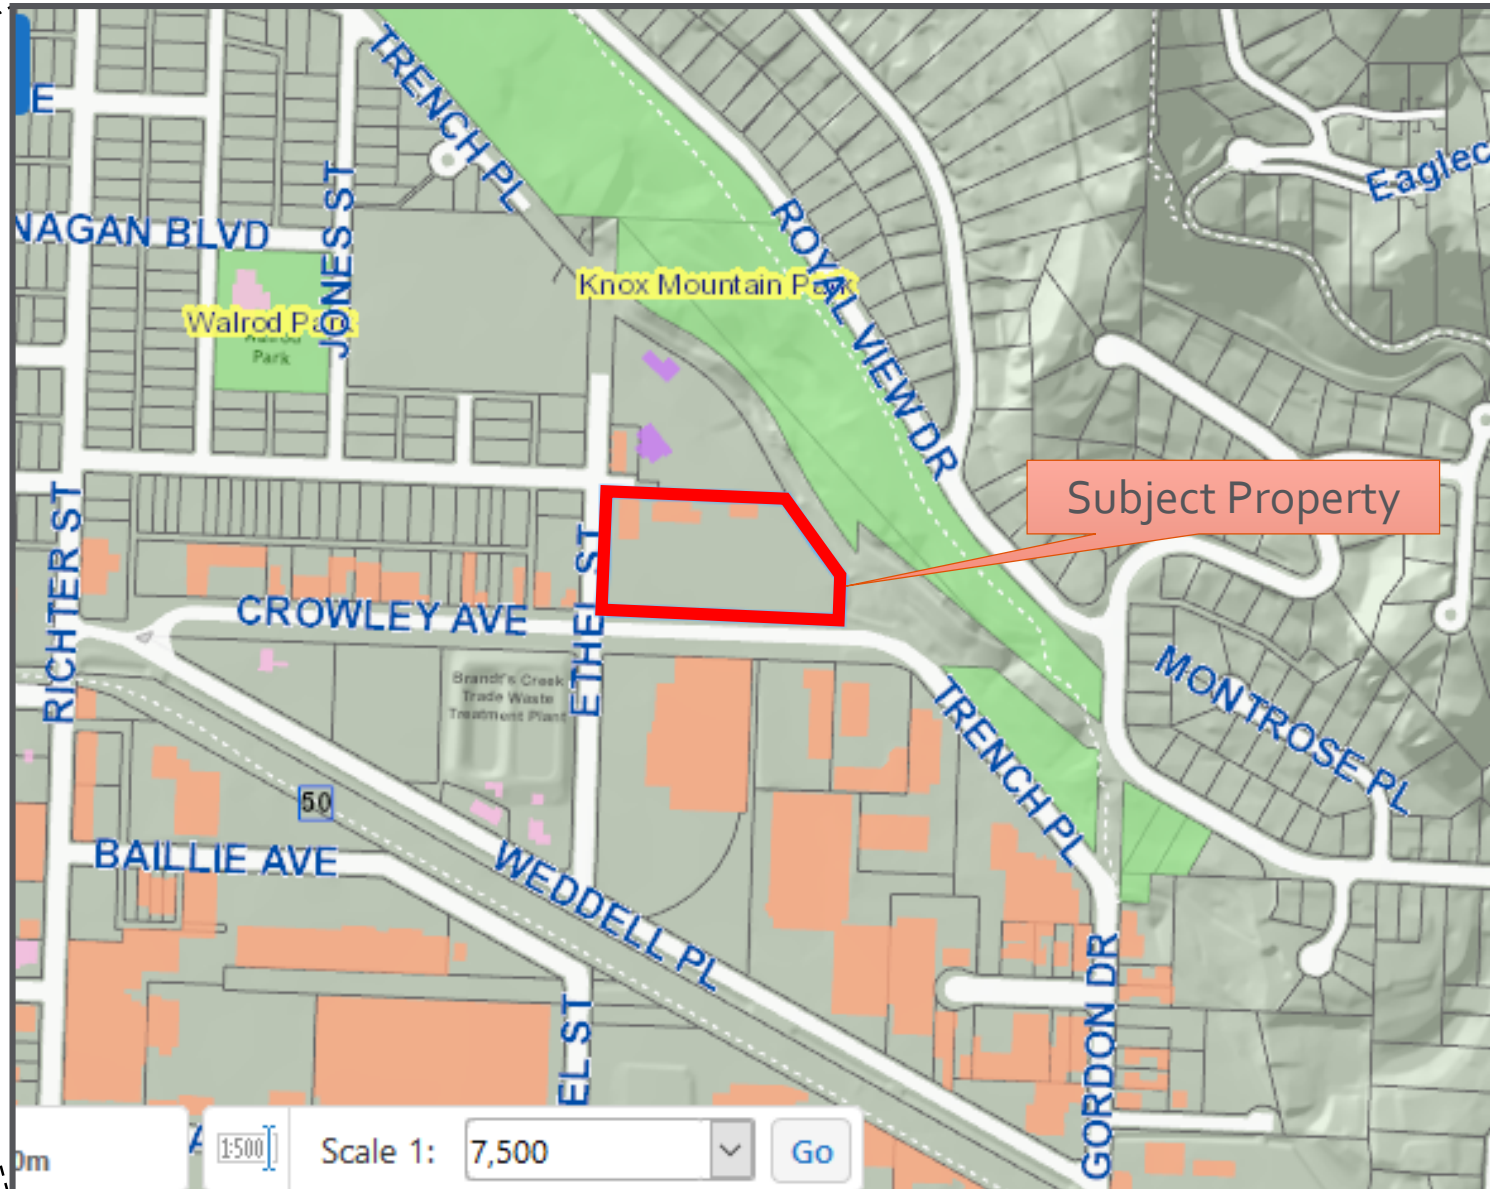 TRENCH PL
E
NAGAN BLVD
JONES ST
Walrod Park
Park
Knox Mountain Park
ROYAL VIEW DR
Eaglec
Subject Property
RICHTER ST
CROWLEY AVE
ETHEL ST
Brandt's Creek
Trade Waste
Treatment Plant
TRENCH PL
MONTROSE PL
50
BAILLIE AVE
WEDDELL PL
EL ST
GORDON DR
A
0m
1:500
Scale 1:
7,500
Go